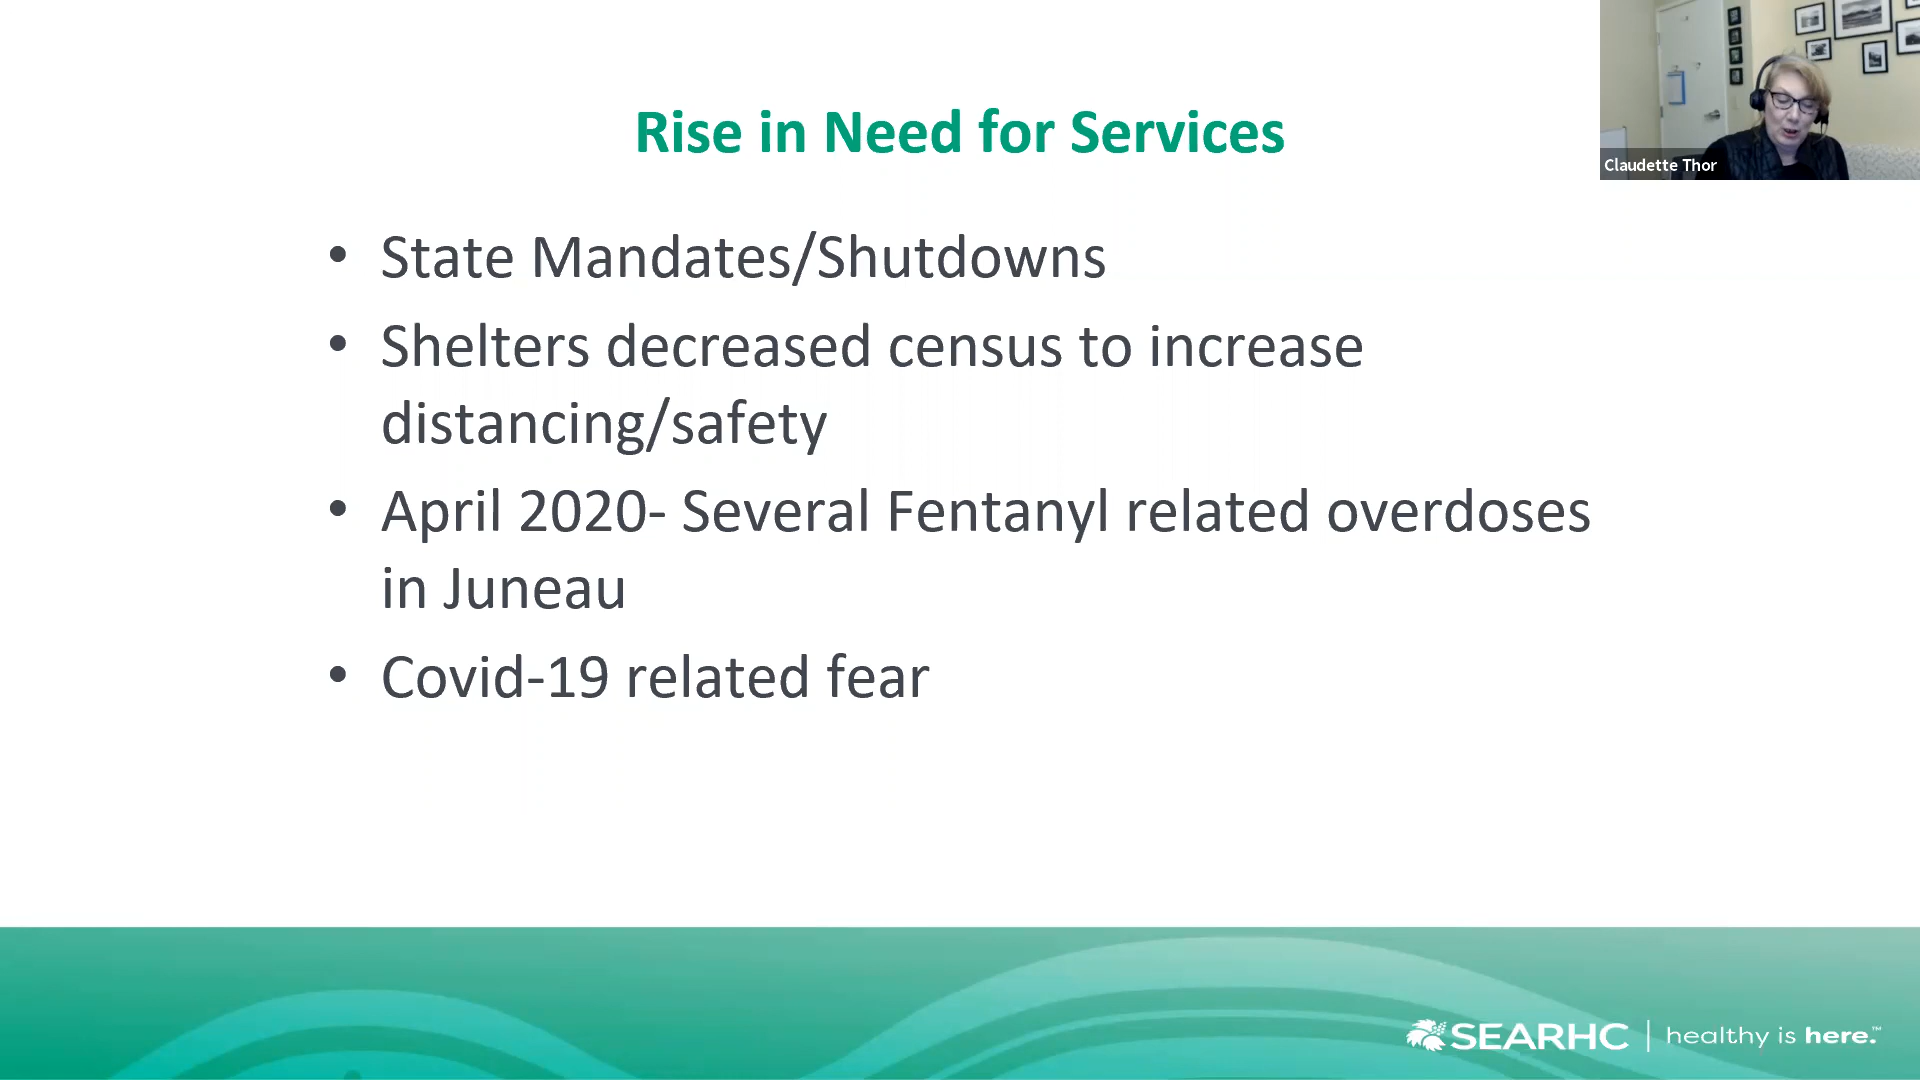 Rise in Need for Services
Claudette Thor
• State Mandates/Shutdowns
• Shelters decreased census to increase
distancing/safety
• April 2020- Several Fentanyl related overdoses
in Juneau
• Covid-19 related fear
SEARHC | healthy is here.™